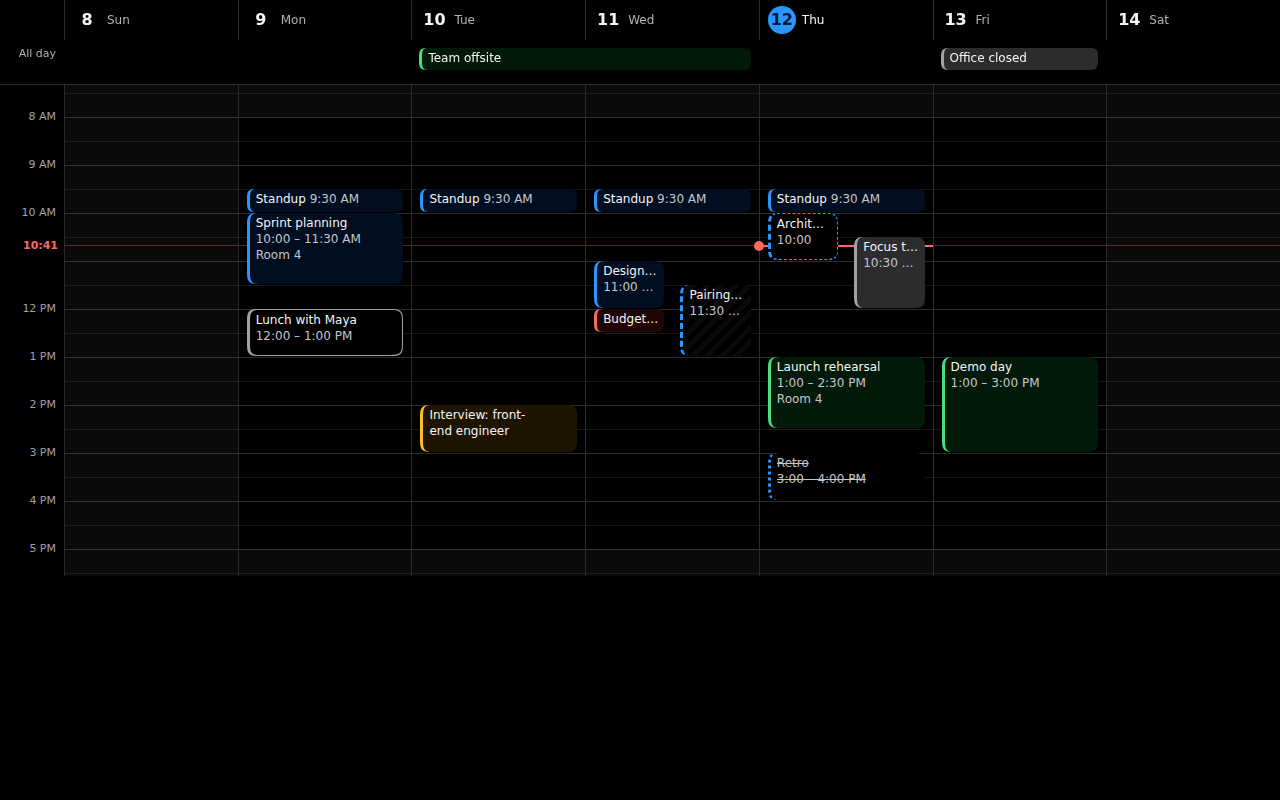 8 Sun
9 Mon
10 Tue
11 Wed
12 Thu
13 Fri
14 Sat
All day
Team offsite
Office closed
8 AM
9 AM
10 AM
10:41
12 PM
1 PM
2 PM
3 PM
4 PM
5 PM
Standup 9:30 AM
Sprint planning
10:00 – 11:30 AM
Room 4
Lunch with Maya
12:00 – 1:00 PM
Standup 9:30 AM
Interview: front-
end engineer
Standup 9:30 AM
Design…
11:00 …
Budget…
Pairing…
11:30 …
Standup 9:30 AM
Archit…
10:00
Focus t…
10:30 …
Launch rehearsal
1:00 – 2:30 PM
Room 4
Retro
3:00 – 4:00 PM
Demo day
1:00 – 3:00 PM